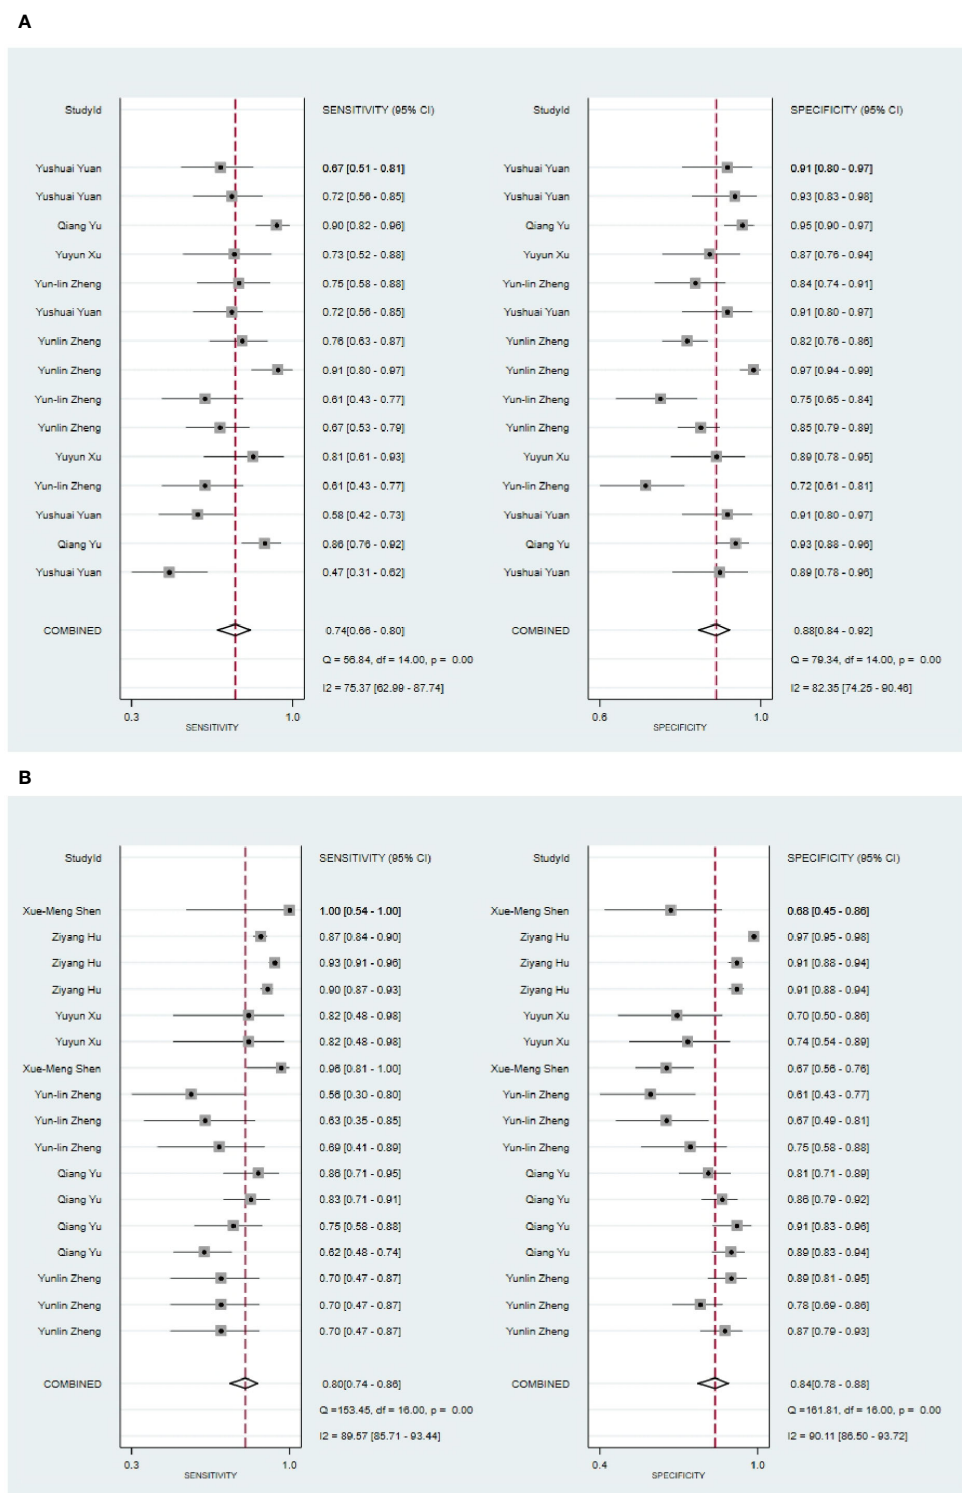 A
StudyId SENSITIVITY (95% CI) StudyId SPECIFICITY (95% CI)
Yushuai Yuan 0.67 [0.51 - 0.81] Yushuai Yuan 0.91 [0.80 - 0.97]
Yushuai Yuan 0.72 [0.56 - 0.85] Yushuai Yuan 0.93 [0.83 - 0.98]
Qiang Yu 0.90 [0.82 - 0.96] Qiang Yu 0.95 [0.90 - 0.97]
Yuyun Xu 0.73 [0.52 - 0.88] Yuyun Xu 0.87 [0.76 - 0.94]
Yun-lin Zheng 0.75 [0.58 - 0.88] Yun-lin Zheng 0.84 [0.74 - 0.91]
Yushuai Yuan 0.72 [0.56 - 0.85] Yushuai Yuan 0.91 [0.80 - 0.97]
Yunlin Zheng 0.76 [0.63 - 0.87] Yunlin Zheng 0.82 [0.76 - 0.86]
Yunlin Zheng 0.91 [0.80 - 0.97] Yunlin Zheng 0.97 [0.94 - 0.99]
Yun-lin Zheng 0.61 [0.43 - 0.77] Yun-lin Zheng 0.75 [0.65 - 0.84]
Yunlin Zheng 0.67 [0.53 - 0.79] Yunlin Zheng 0.85 [0.79 - 0.89]
Yuyun Xu 0.81 [0.61 - 0.93] Yuyun Xu 0.89 [0.78 - 0.95]
Yun-lin Zheng 0.61 [0.43 - 0.77] Yun-lin Zheng 0.72 [0.61 - 0.81]
Yushuai Yuan 0.58 [0.42 - 0.73] Yushuai Yuan 0.91 [0.80 - 0.97]
Qiang Yu 0.86 [0.76 - 0.92] Qiang Yu 0.93 [0.88 - 0.96]
Yushuai Yuan 0.47 [0.31 - 0.62] Yushuai Yuan 0.89 [0.78 - 0.96]
COMBINED 0.74[0.66 - 0.80] COMBINED 0.88[0.84 - 0.92]
Q = 56.84, df = 14.00, p = 0.00 Q = 79.34, df = 14.00, p = 0.00
I2 = 75.37 [62.99 - 87.74] I2 = 82.35 [74.25 - 90.46]
0.3 1.0 0.6 1.0
SENSITIVITY SPECIFICITY
B
StudyId SENSITIVITY (95% CI) StudyId SPECIFICITY (95% CI)
Xue-Meng Shen 1.00 [0.54 - 1.00] Xue-Meng Shen 0.68 [0.45 - 0.86]
Ziyang Hu 0.87 [0.84 - 0.90] Ziyang Hu 0.97 [0.95 - 0.98]
Ziyang Hu 0.93 [0.91 - 0.96] Ziyang Hu 0.91 [0.88 - 0.94]
Ziyang Hu 0.90 [0.87 - 0.93] Ziyang Hu 0.91 [0.88 - 0.94]
Yuyun Xu 0.82 [0.48 - 0.98] Yuyun Xu 0.70 [0.50 - 0.86]
Yuyun Xu 0.82 [0.48 - 0.98] Yuyun Xu 0.74 [0.54 - 0.89]
Xue-Meng Shen 0.96 [0.81 - 1.00] Xue-Meng Shen 0.67 [0.56 - 0.76]
Yun-lin Zheng 0.56 [0.30 - 0.80] Yun-lin Zheng 0.61 [0.43 - 0.77]
Yun-lin Zheng 0.63 [0.35 - 0.85] Yun-lin Zheng 0.67 [0.49 - 0.81]
Yun-lin Zheng 0.69 [0.41 - 0.89] Yun-lin Zheng 0.75 [0.58 - 0.88]
Qiang Yu 0.86 [0.71 - 0.95] Qiang Yu 0.81 [0.71 - 0.89]
Qiang Yu 0.83 [0.71 - 0.91] Qiang Yu 0.86 [0.79 - 0.92]
Qiang Yu 0.75 [0.58 - 0.88] Qiang Yu 0.91 [0.83 - 0.96]
Qiang Yu 0.62 [0.48 - 0.74] Qiang Yu 0.89 [0.83 - 0.94]
Yunlin Zheng 0.70 [0.47 - 0.87] Yunlin Zheng 0.89 [0.81 - 0.95]
Yunlin Zheng 0.70 [0.47 - 0.87] Yunlin Zheng 0.78 [0.69 - 0.86]
Yunlin Zheng 0.70 [0.47 - 0.87] Yunlin Zheng 0.87 [0.79 - 0.93]
COMBINED 0.80[0.74 - 0.86] COMBINED 0.84[0.78 - 0.88]
Q =153.45, df = 16.00, p = 0.00 Q =161.81, df = 16.00, p = 0.00
I2 = 89.57 [85.71 - 93.44] I2 = 90.11 [86.50 - 93.72]
0.3 1.0 0.4 1.0
SENSITIVITY SPECIFICITY